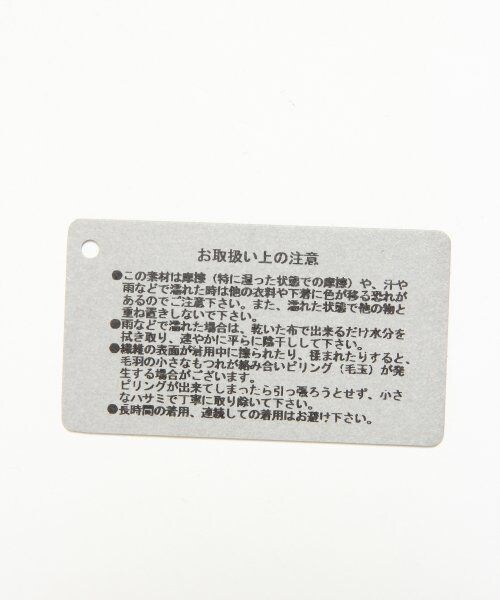 お取扱い上の注意
●この素材は摩擦（特に湿った状態での摩擦）や、汗や
雨などで濡れた時は他の衣料や下着に色が移る恐れが
あるのでご注意下さい。また、濡れた状態で他の物と
重ね置きしないで下さい。
●雨などで濡れた場合は、乾いた布で出来るだけ水分を
拭き取り、速やかに平らに陰干しして下さい。
●繊維の表面が着用中に擦られたり、揉まれたりすると、
毛羽の小さなもつれが絡み合いピリング（毛玉）が発
生する場合がございます。
ピリングが出来てしまったら引っ張ろうとせず、小さ
なハサミで丁寧に取り除いて下さい。
●長時間の着用、連続しての着用はお避け下さい。